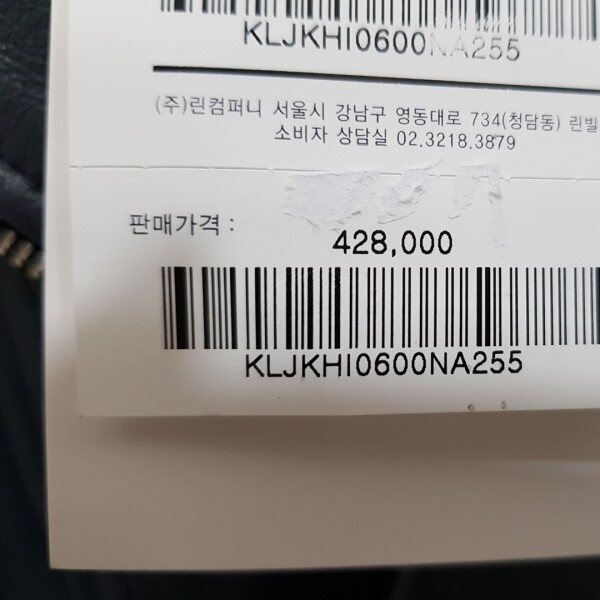 KLJKHI0600NA255
(주)린컴퍼니 서울시 강남구 영동대로 734(청담동) 린빌
소비자 상담실 02.3218.3879
판매가격 :
428,000
KLJKHI0600NA255